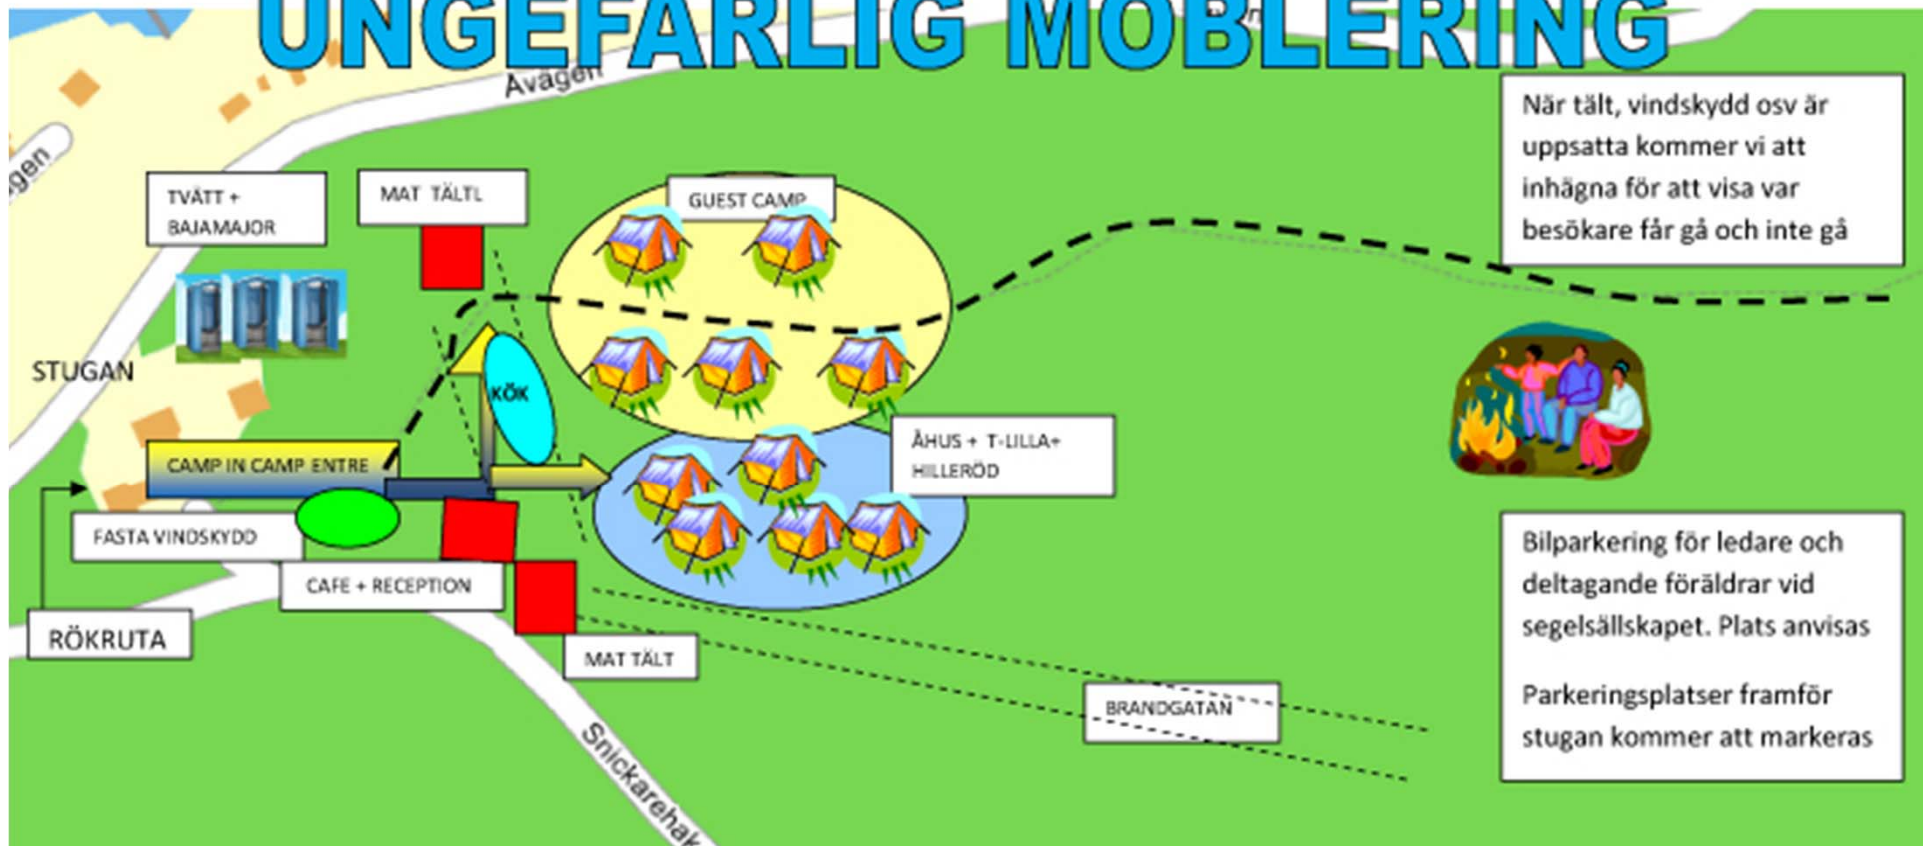 UNGEFÄRLIG MÖBLERING
Åvägen
gen
När tält, vindskydd osv är
uppsatta kommer vi att
inhägna för att visa var
besökare får gå och inte gå
TVÄTT +
BAJAMAJOR
MAT TÄLTL
GUEST CAMP
STUGAN
KÖK
CAMP IN CAMP ENTRE
ÅHUS + T-LILLA+
HILLERÖD
FASTA VINDSKYDD
CAFE + RECEPTION
RÖKRUTA
MAT TÄLT
BRANDGATAN
Snickarehak
Bilparkering för ledare och
deltagande föräldrar vid
segelsällskapet. Plats anvisas
Parkeringsplatser framför
stugan kommer att markeras